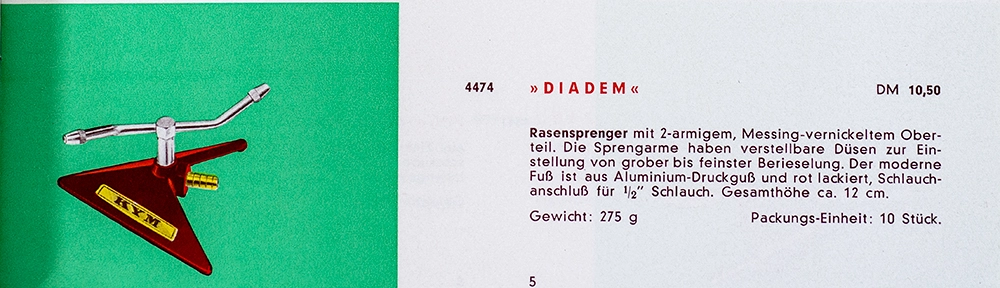 KYM
4474 »DIADEM« DM 10,50
Rasensprenger mit 2-armigem, Messing-vernickeltem Ober-
teil. Die Sprengarme haben verstellbare Düsen zur Ein-
stellung von grober bis feinster Berieselung. Der moderne
Fuß ist aus Aluminium-Druckguß und rot lackiert, Schlauch-
anschluß für 1/2″ Schlauch. Gesamthöhe ca. 12 cm.
Gewicht: 275 g Packungs-Einheit: 10 Stück.
5